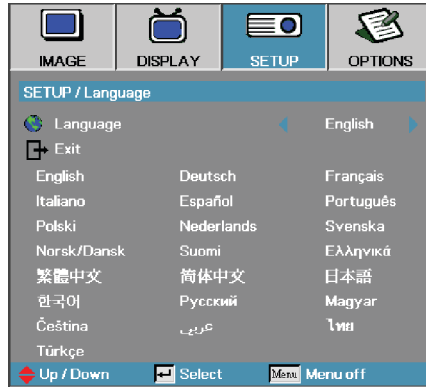 IMAGE DISPLAY SETUP OPTIONS
SETUP / Language
Language English
Exit
English Deutsch Français
Italiano Español Português
Polski Nederlands Svenska
Norsk/Dansk Suomi Ελληνικά
繁體中文 简体中文 日本語
한국어 Русский Magyar
Čeština عربي ไทย
Türkçe
Up / Down Select Menu Menu off